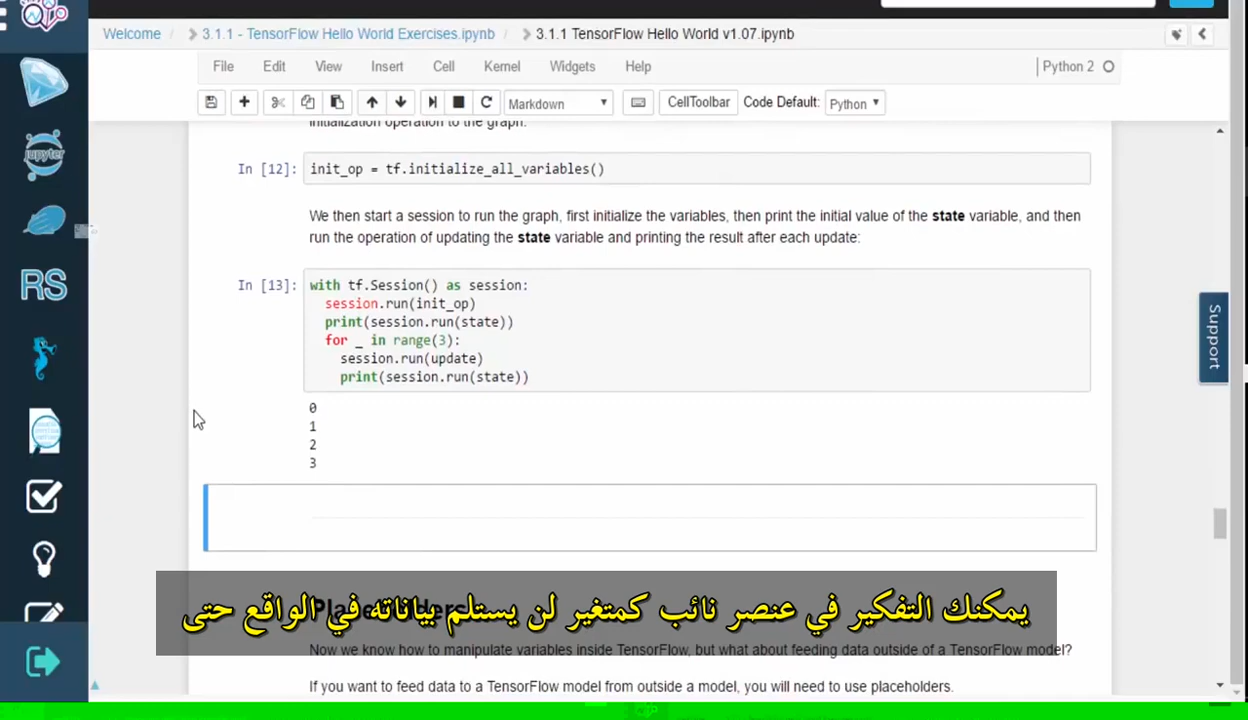 Welcome
3.1.1 - TensorFlow Hello World Exercises.ipynb
3.1.1 TensorFlow Hello World v1.07.ipynb
File Edit View Insert Cell Kernel Widgets Help
Python 2
Markdown
CellToolbar
Code Default:
Python
jupyter
RS
Support
initialization operation to the graph.
In [12]: init_op = tf.initialize_all_variables()
We then start a session to run the graph, first initialize the variables, then print the initial value of the state variable, and then
run the operation of updating the state variable and printing the result after each update:
In [13]: with tf.Session() as session:
session.run(init_op)
print(session.run(state))
for _ in range(3):
session.run(update)
print(session.run(state))
0
1
2
3
يمكنك التفكير في عنصر نائب كمتغير لن يستلم بياناته في الواقع حتى
Now we know how to manipulate variables inside TensorFlow, but what about feeding data outside of a TensorFlow model?
If you want to feed data to a TensorFlow model from outside a model, you will need to use placeholders.